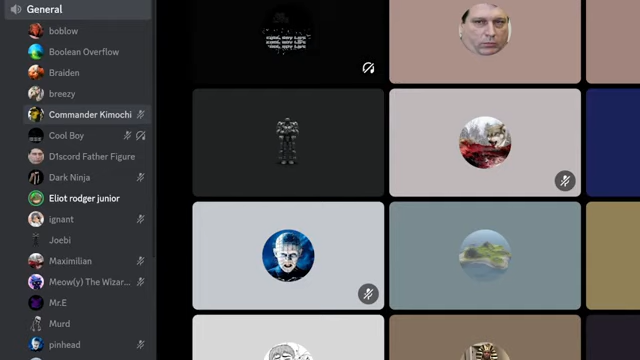 General
boblow
Boolean Overflow
Braiden
breezy
Commander Kimochi
Cool Boy
D1scord Father Figure
Dark Ninja
Eliot rodger junior
ignant
Joebi
Maximilian
Meow(y) The Wizar...
Mr.E
Murd
pinhead